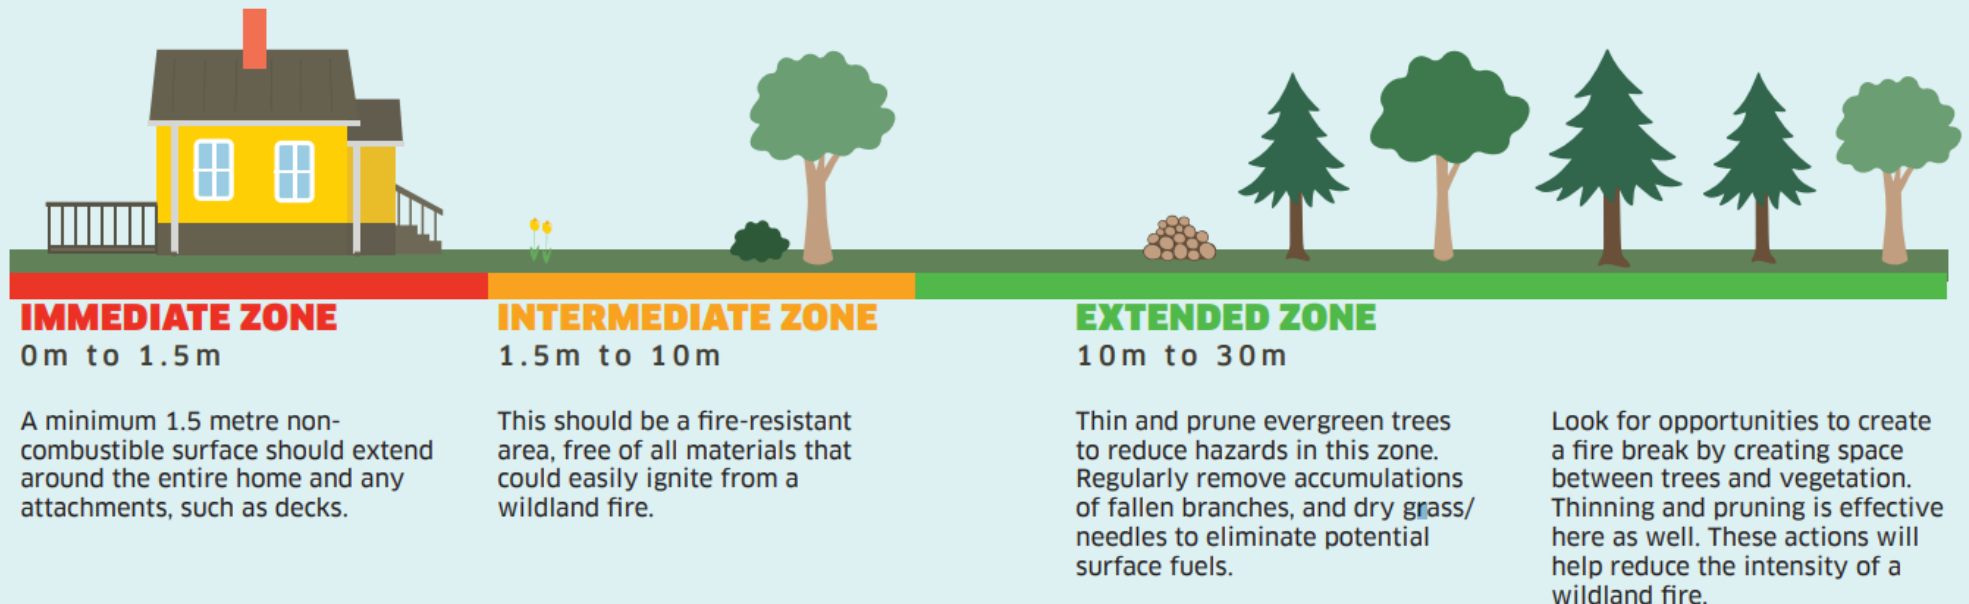 IMMEDIATE ZONE
0m to 1.5m
A minimum 1.5 metre non-
combustible surface should extend
around the entire home and any
attachments, such as decks.
INTERMEDIATE ZONE
1.5m to 10m
This should be a fire-resistant
area, free of all materials that
could easily ignite from a
wildland fire.
EXTENDED ZONE
10m to 30m
Thin and prune evergreen trees
to reduce hazards in this zone.
Regularly remove accumulations
of fallen branches, and dry grass/
needles to eliminate potential
surface fuels.
Look for opportunities to create
a fire break by creating space
between trees and vegetation.
Thinning and pruning is effective
here as well. These actions will
help reduce the intensity of a
wildland fire.